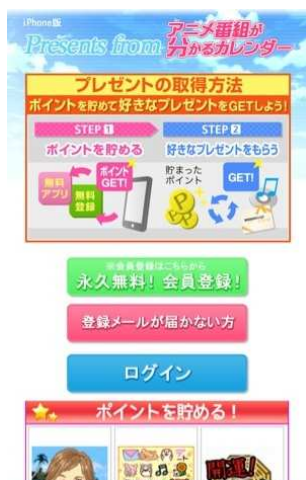 iPhone版
Presents from アニメ番組が分かるカレンダー
プレゼントの取得方法
ポイントを貯めて好きなプレゼントをGETしよう!
STEP 1
STEP 2
ポイントを貯める
好きなプレゼントをもらう
無料アプリ
無料登録
ポイントGET!
貯まったポイント
GET!
※会員登録はこちらから
永久無料!会員登録!
登録メールが届かない方
ログイン
ポイントを貯める!
開運!